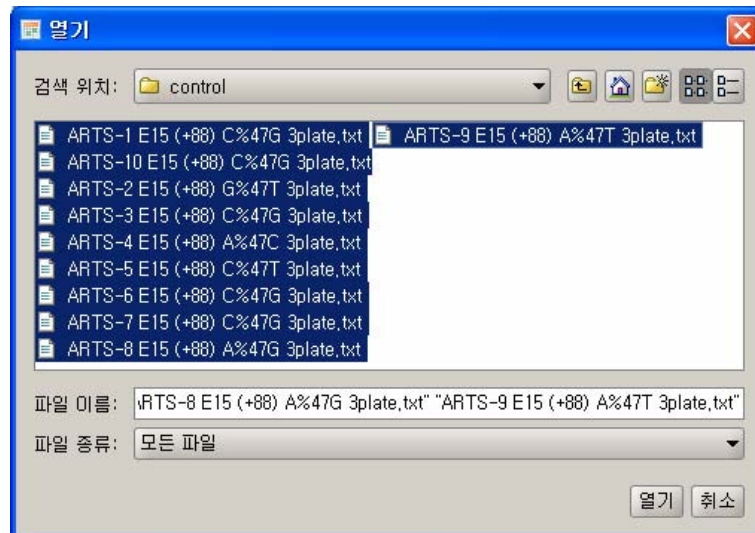 열기
검색 위치: control
ARTS-1 E15 (+88) C%47G 3plate,txt
ARTS-10 E15 (+88) C%47G 3plate,txt
ARTS-2 E15 (+88) G%47T 3plate,txt
ARTS-3 E15 (+88) C%47G 3plate,txt
ARTS-4 E15 (+88) A%47C 3plate,txt
ARTS-5 E15 (+88) C%47T 3plate,txt
ARTS-6 E15 (+88) C%47G 3plate,txt
ARTS-7 E15 (+88) C%47G 3plate,txt
ARTS-8 E15 (+88) A%47G 3plate,txt
ARTS-9 E15 (+88) A%47T 3plate,txt
파일 이름: \RTS-8 E15 (+88) A%47G 3plate,txt" "ARTS-9 E15 (+88) A%47T 3plate,txt"
파일 종류: 모든 파일
열기 취소